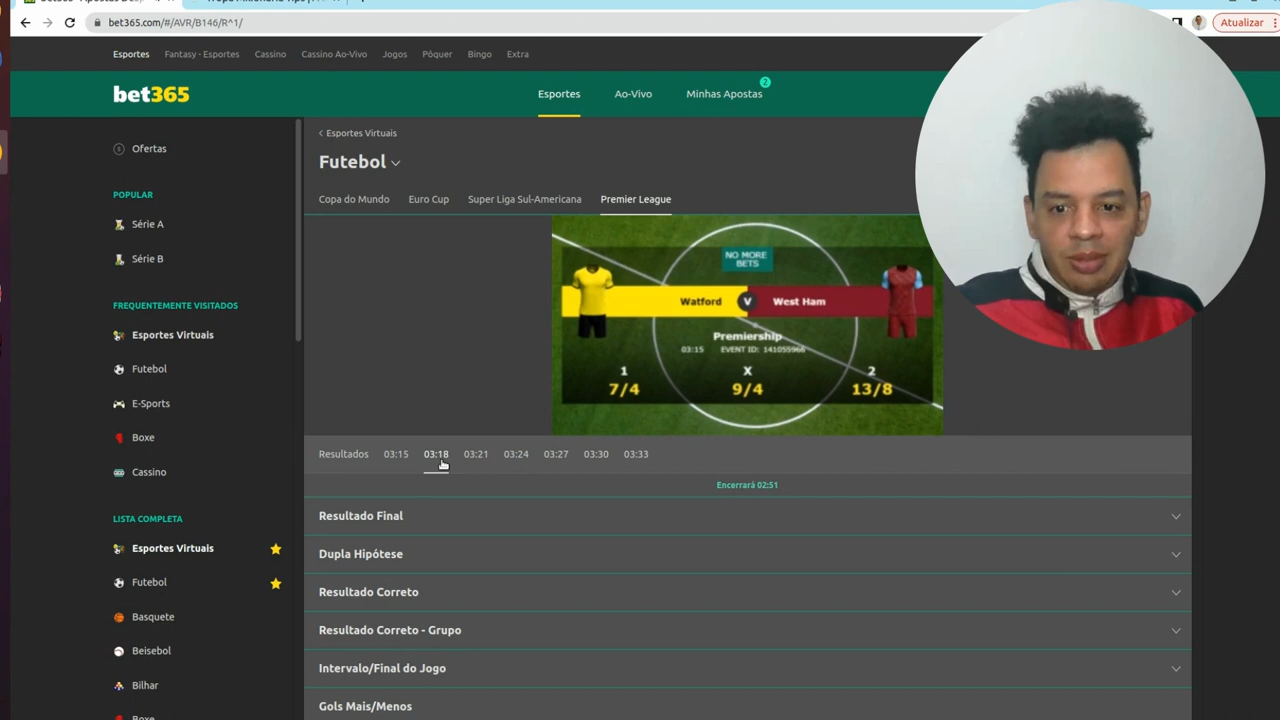 bet365.com/#/AVR/B146/R^1/
Atualizar
Esportes Fantasy - Esportes Cassino Cassino Ao-Vivo Jogos Pôquer Bingo Extra
bet365
Esportes Ao-Vivo Minhas Apostas 2
Ofertas
POPULAR
Série A
Série B
FREQUENTEMENTE VISITADOS
Esportes Virtuais
Futebol
E-Sports
Boxe
Cassino
LISTA COMPLETA
Esportes Virtuais
Futebol
Basquete
Beisebol
Bilhar
Boxe
Esportes Virtuais
Futebol
Copa do Mundo Euro Cup Super Liga Sul-Americana Premier League
NO MORE
BETS
Watford V West Ham
Premiership
03:15 EVENT ID: 141055966
1 X 2
7/4 9/4 13/8
Resultados 03:15 03:18 03:21 03:24 03:27 03:30 03:33
Encerrará 02:51
Resultado Final
Dupla Hipótese
Resultado Correto
Resultado Correto - Grupo
Intervalo/Final do Jogo
Gols Mais/Menos